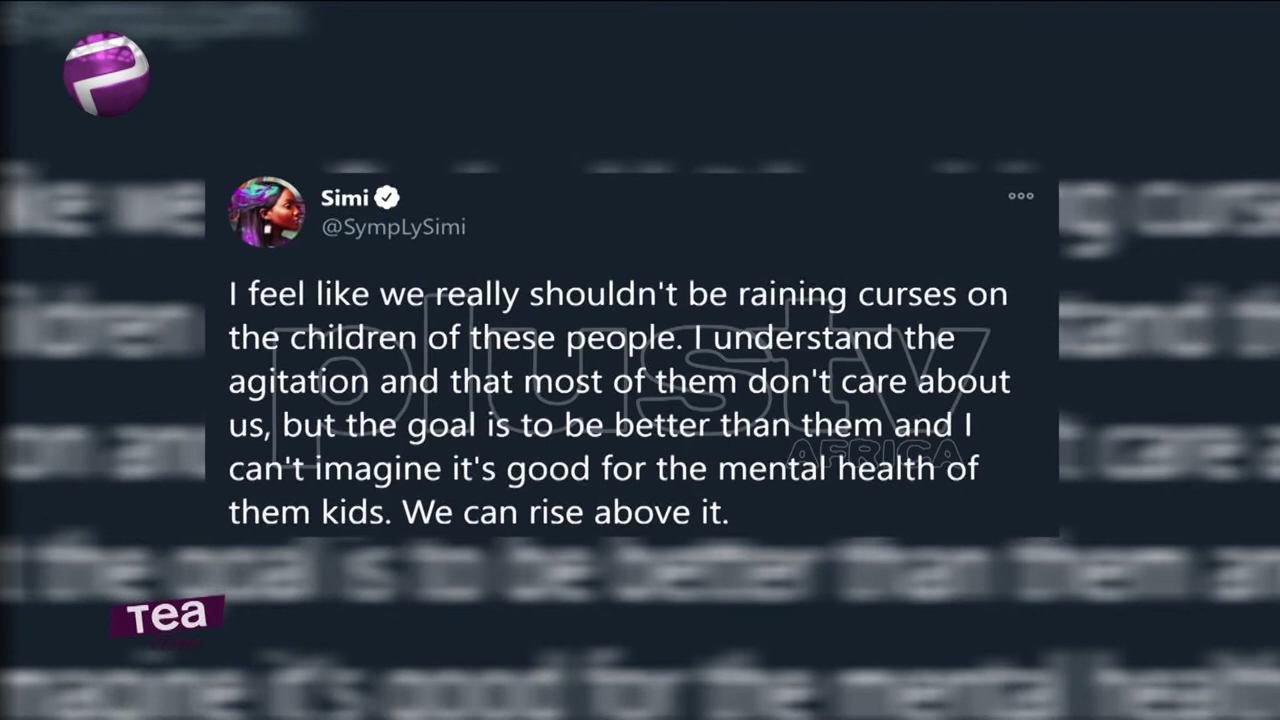 Simi
@SympLySimi
I feel like we really shouldn't be raining curses on
the children of these people. I understand the
agitation and that most of them don't care about
us, but the goal is to be better than them and I
can't imagine it's good for the mental health of
them kids. We can rise above it.
plustv
AFRICA
Tea